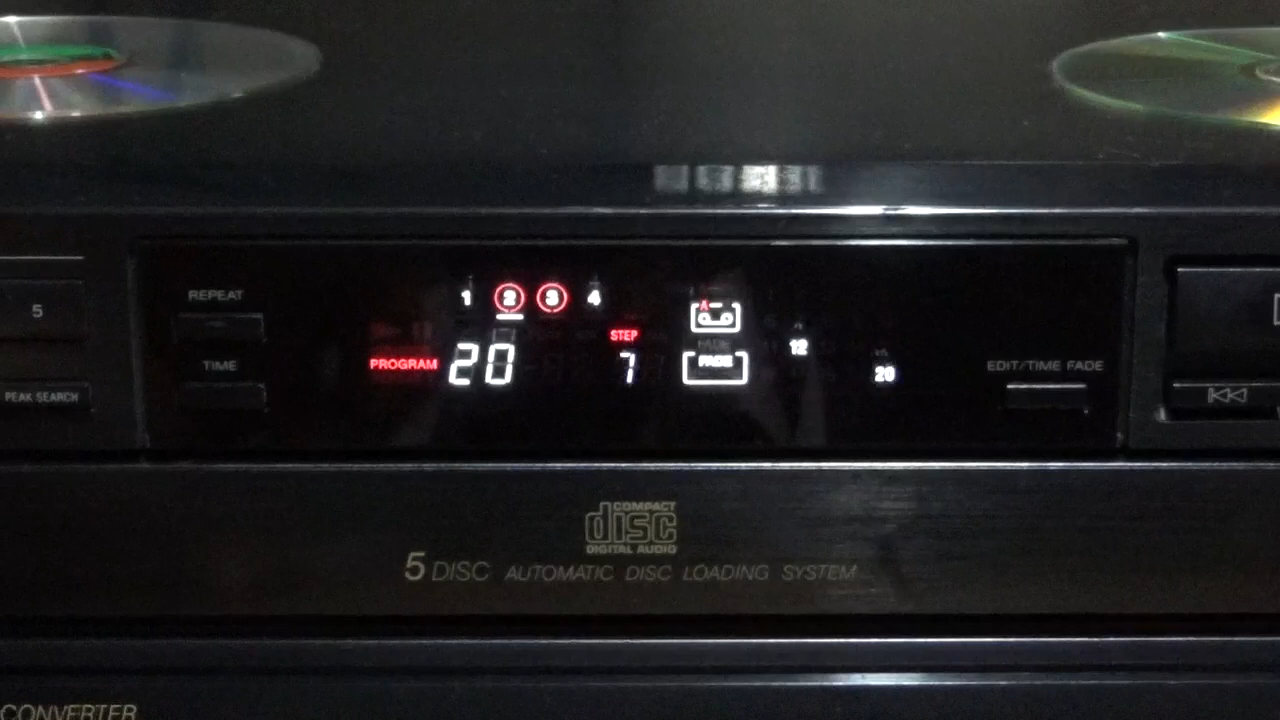 REPEAT
5
TIME
PEAK SEARCH
1 2 3 4
STEP
PROGRAM 20 7
A
FADE
12
20
EDIT/TIME FADE
COMPACT
disc
DIGITAL AUDIO
5 DISC AUTOMATIC DISC LOADING SYSTEM
CONVERTER